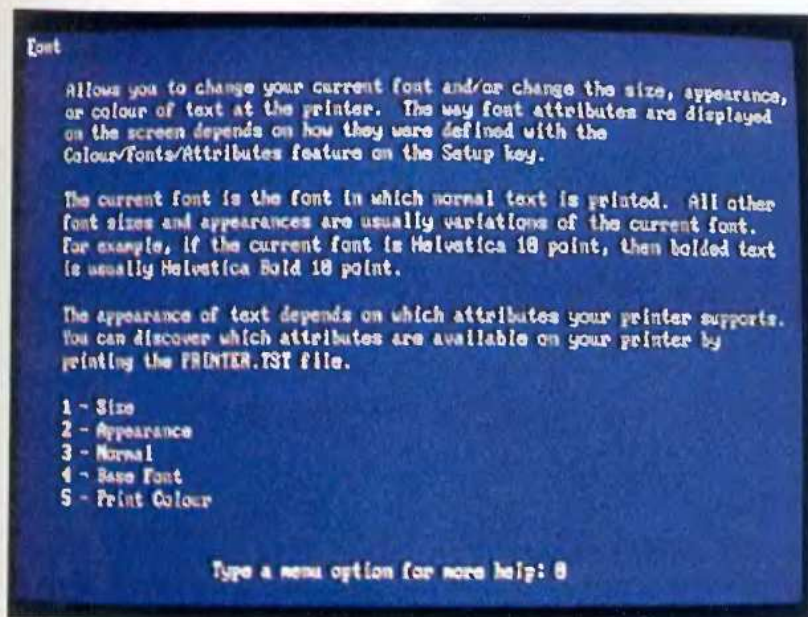 Font
Allows you to change your current font and/or change the size, appearance,
or colour of text at the printer. The way font attributes are displayed
on the screen depends on how they were defined with the
Colour/Fonts/Attributes feature on the Setup key.
The current font is the font in which normal text is printed. All other
font sizes and appearances are usually variations of the current font.
For example, if the current font is Helvetica 10 point, then bolded text
is usually Helvetica Bold 10 point.
The appearance of text depends on which attributes your printer supports.
You can discover which attributes are available on your printer by
printing the PRINTER.TST file.
1 - Size
2 - Appearance
3 - Normal
4 - Base Font
5 - Print Colour
Type a menu option for more help: 0